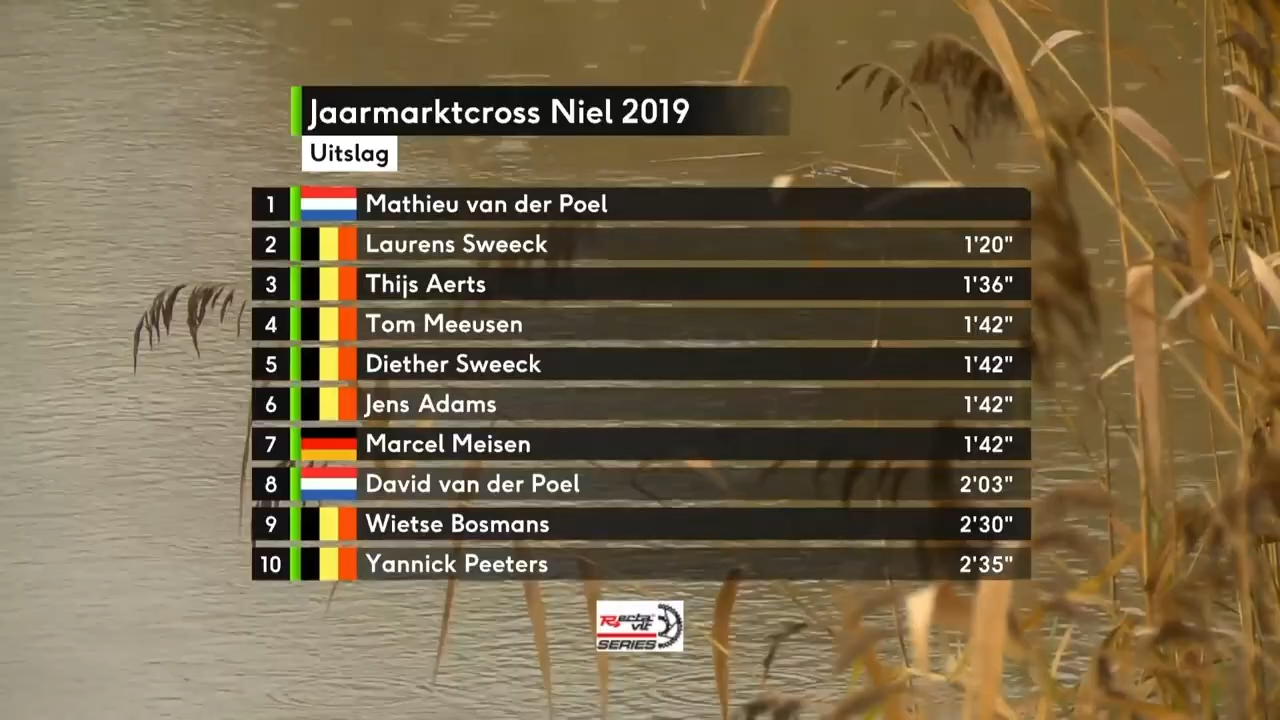 Jaarmarktcross Niel 2019
Uitslag
1 Mathieu van der Poel
2 Laurens Sweeck 1'20"
3 Thijs Aerts 1'36"
4 Tom Meeusen 1'42"
5 Diether Sweeck 1'42"
6 Jens Adams 1'42"
7 Marcel Meisen 1'42"
8 David van der Poel 2'03"
9 Wietse Bosmans 2'30"
10 Yannick Peeters 2'35"
Recta
vit
SERIES